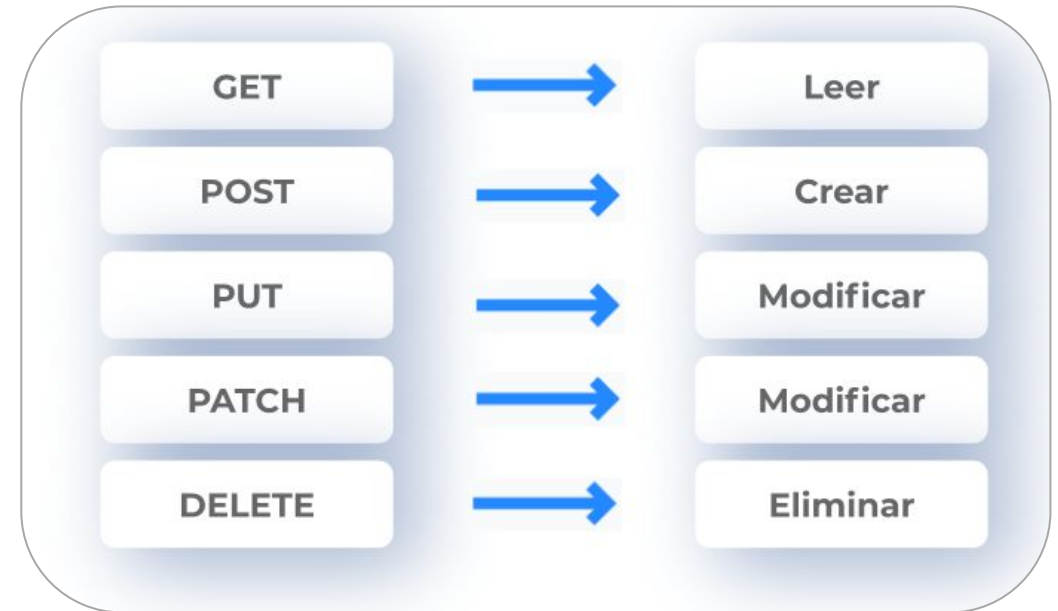 GET Leer
POST Crear
PUT Modificar
PATCH Modificar
DELETE Eliminar